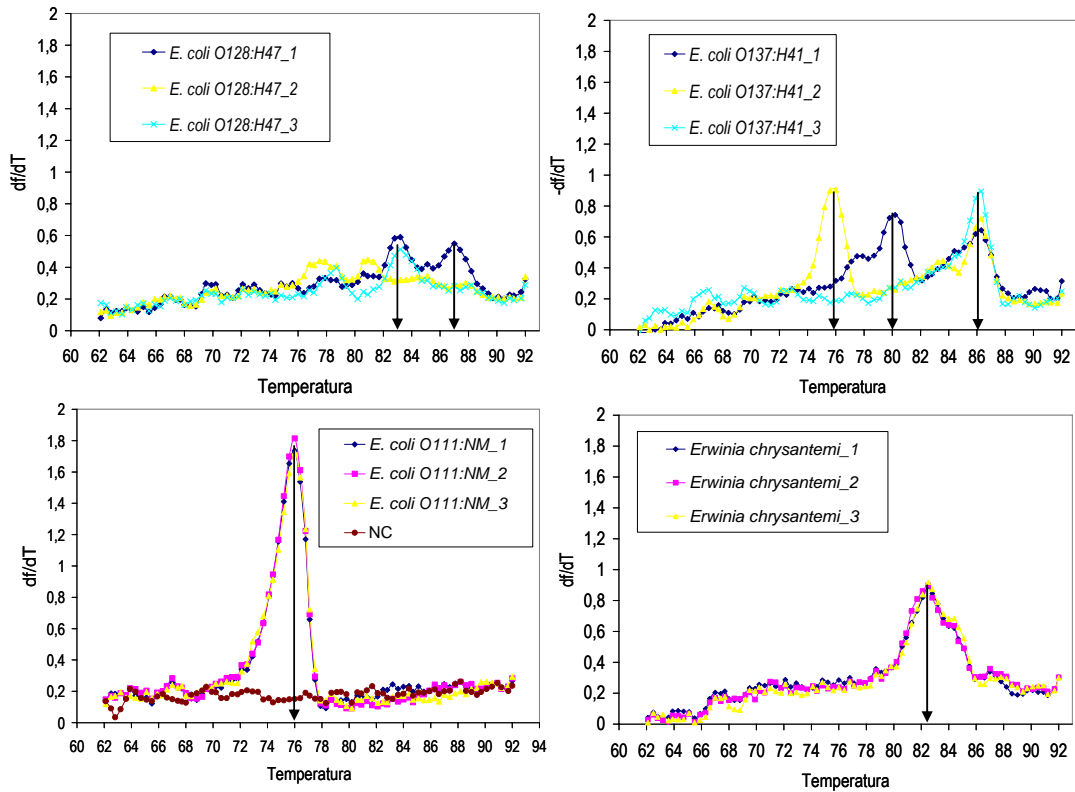 E. coli O128:H47_1
E. coli O128:H47_2
E. coli O128:H47_3
df/dT
2
1,8
1,6
1,4
1,2
1
0,8
0,6
0,4
0,2
0
60 62 64 66 68 70 72 74 76 78 80 82 84 86 88 90 92
Temperatura
E. coli O137:H41_1
E. coli O137:H41_2
E. coli O137:H41_3
-df/dT
2
1,8
1,6
1,4
1,2
1
0,8
0,6
0,4
0,2
0
60 62 64 66 68 70 72 74 76 78 80 82 84 86 88 90 92
Temperatura
E. coli O111:NM_1
E. coli O111:NM_2
E. coli O111:NM_3
NC
df/dT
2
1,8
1,6
1,4
1,2
1
0,8
0,6
0,4
0,2
0
60 62 64 66 68 70 72 74 76 78 80 82 84 86 88 90 92 94
Temperatura
Erwinia chrysantemi_1
Erwinia chrysantemi_2
Erwinia chrysantemi_3
df/dT
2
1,8
1,6
1,4
1,2
1
0,8
0,6
0,4
0,2
0
60 62 64 66 68 70 72 74 76 78 80 82 84 86 88 90 92
Temperatura